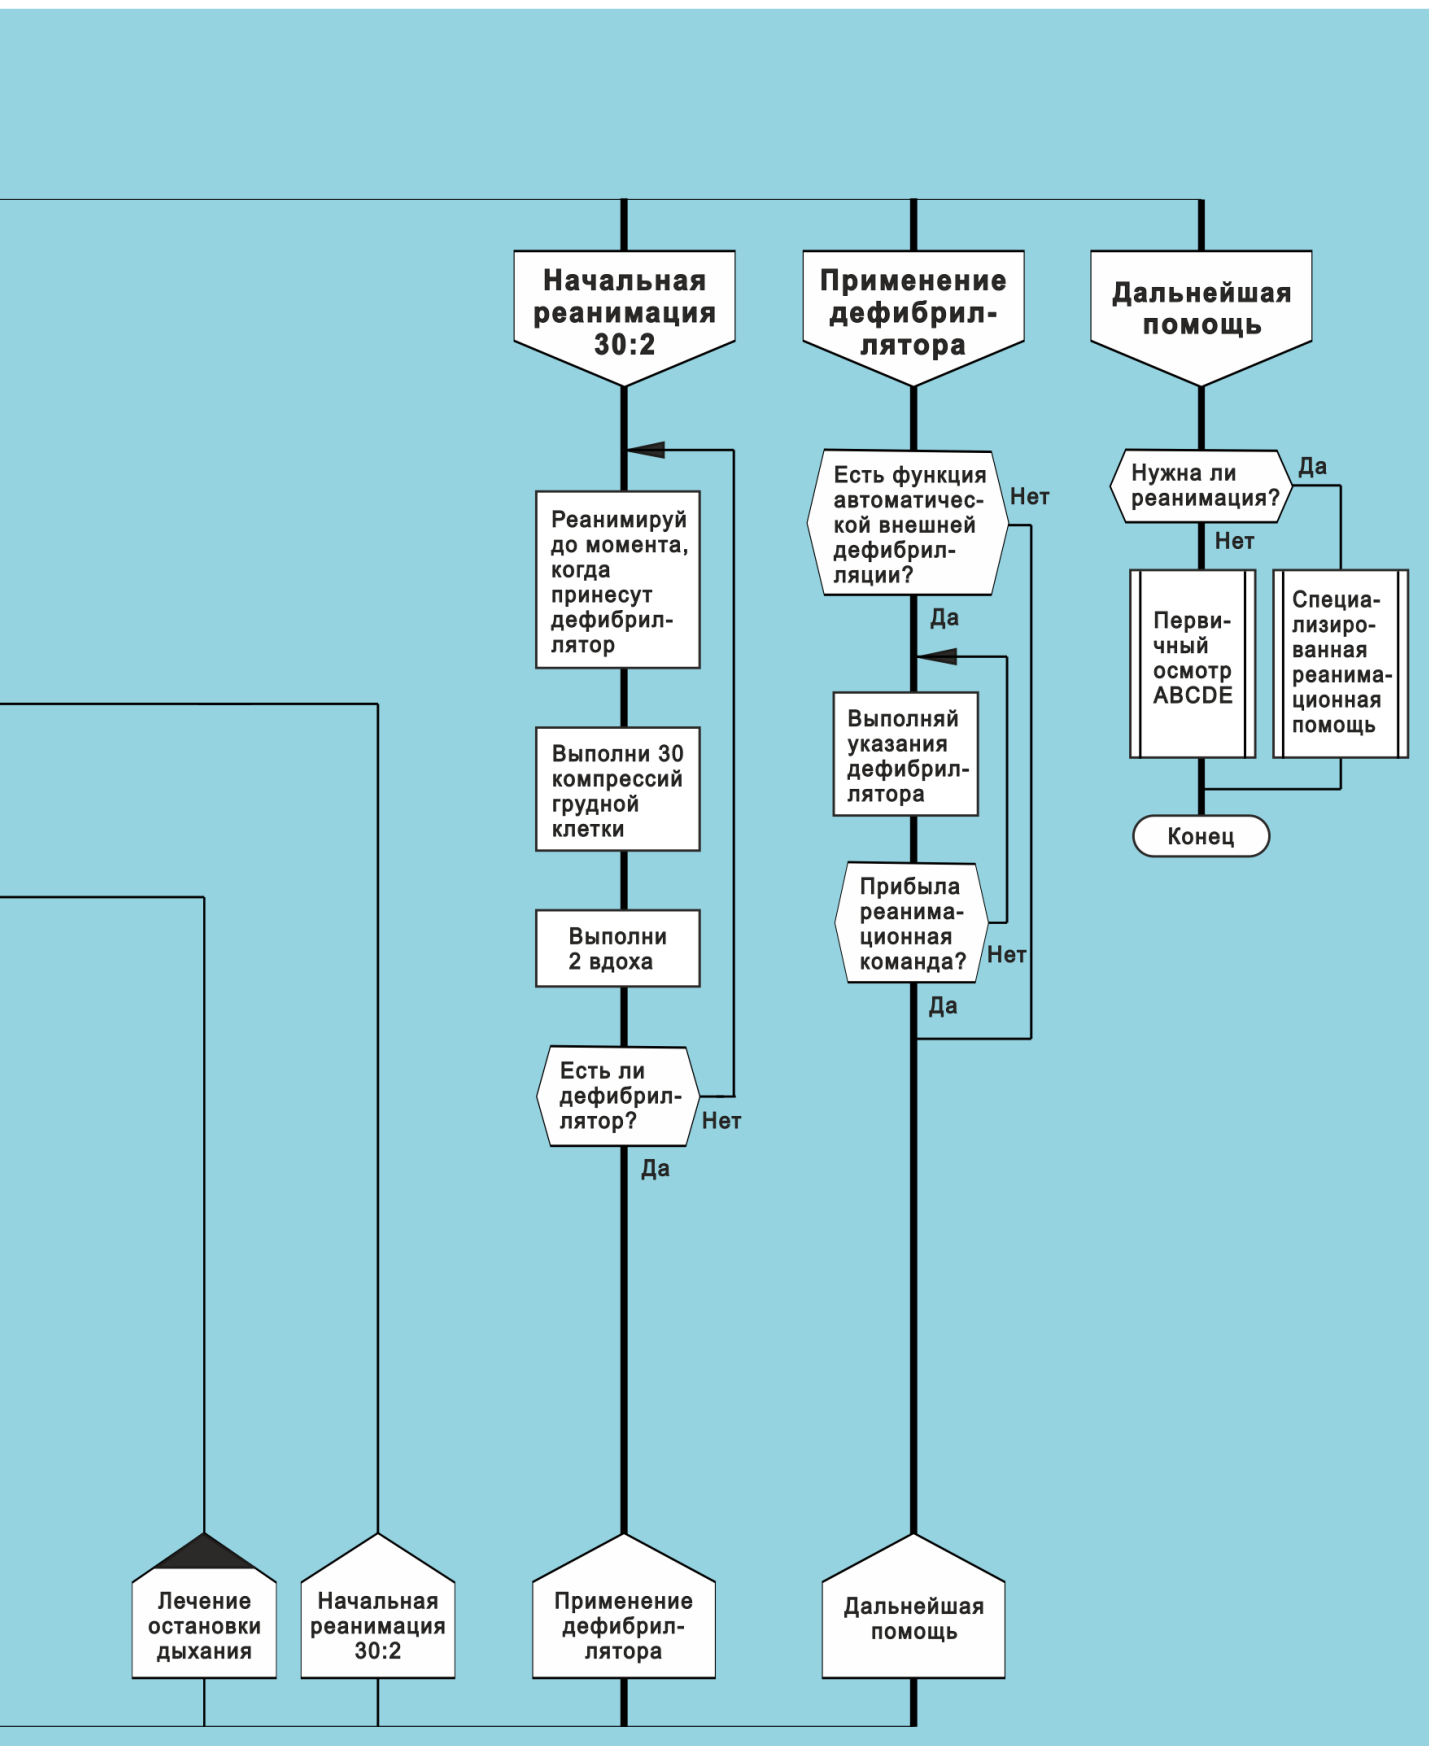 Начальная
реанимация
30:2
Реанимируй
до момента,
когда
принесут
дефибрил-
лятор
Выполни 30
компрессий
грудной
клетки
Выполни
2 вдоха
Есть ли
дефибрил-
лятор?
Нет
Да
Применение
дефибрил-
лятора
Есть функция
автоматичес-
кой внешней
дефибрил-
ляции?
Нет
Да
Выполняй
указания
дефибрил-
лятора
Прибыла
реанима-
ционная
команда?
Нет
Да
Дальнейшая
помощь
Нужна ли
реанимация?
Да
Нет
Перви-
чный
осмотр
ABCDE
Специа-
лизиро-
ванная
реанима-
ционная
помощь
Конец
Лечение
остановки
дыхания
Начальная
реанимация
30:2
Применение
дефибрил-
лятора
Дальнейшая
помощь